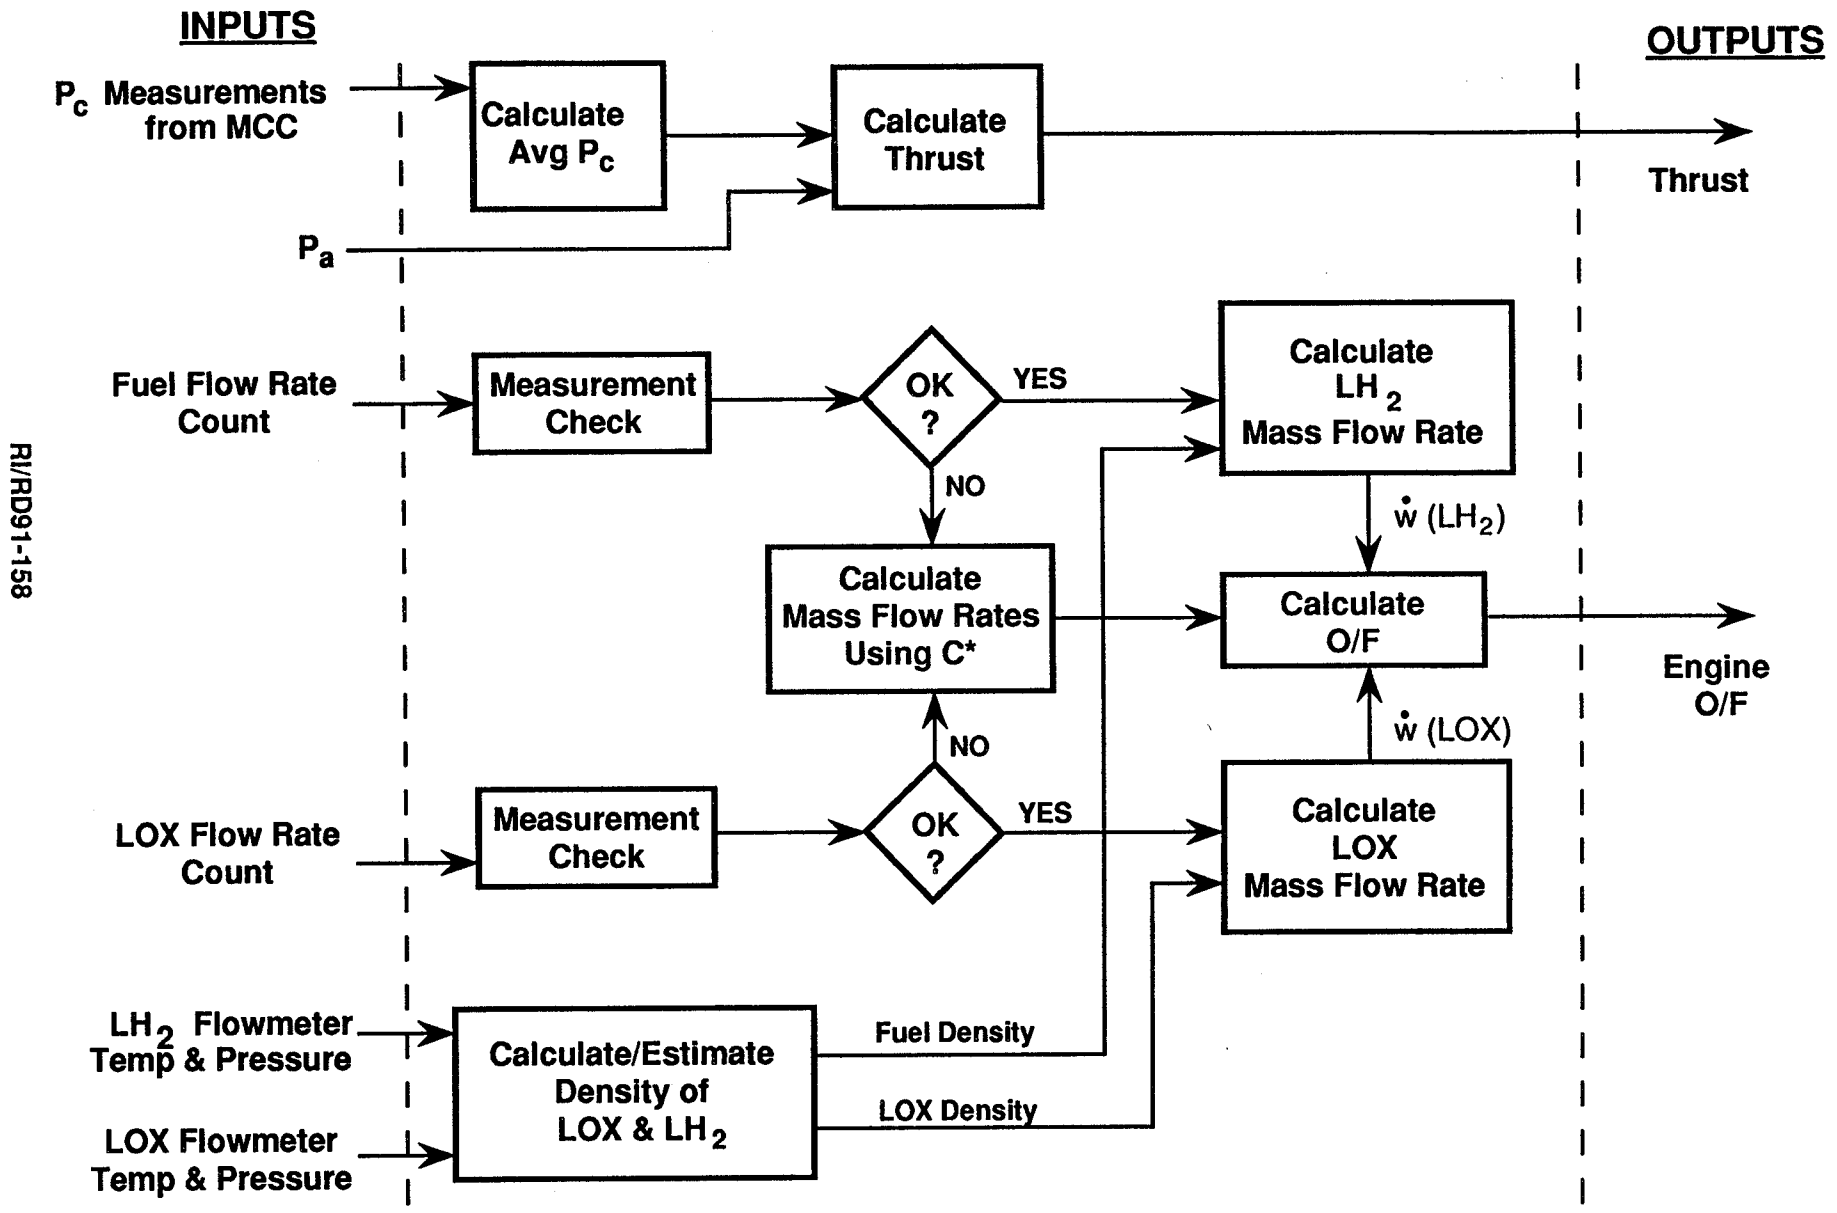 INPUTS
OUTPUTS
Pc Measurements
from MCC
Calculate
Avg Pc
Calculate
Thrust
Thrust
Pa
Fuel Flow Rate
Count
Measurement
Check
OK
?
YES
NO
Calculate
LH2
Mass Flow Rate
ẇ (LH2)
Calculate
Mass Flow Rates
Using C*
Calculate
O/F
Engine
O/F
ẇ (LOX)
NO
LOX Flow Rate
Count
Measurement
Check
OK
?
YES
Calculate
LOX
Mass Flow Rate
LH2 Flowmeter
Temp & Pressure
LOX Flowmeter
Temp & Pressure
Calculate/Estimate
Density of
LOX & LH2
Fuel Density
LOX Density
RI/RD91-158